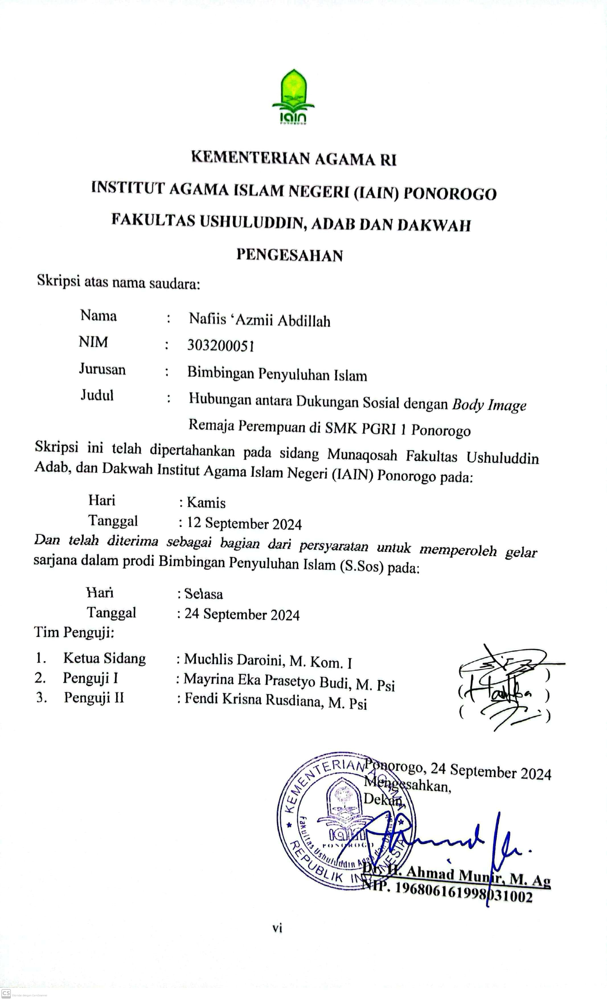 iain
PONOROGO
KEMENTERIAN AGAMA RI
INSTITUT AGAMA ISLAM NEGERI (IAIN) PONOROGO
FAKULTAS USHULUDDIN, ADAB DAN DAKWAH
PENGESAHAN
Skripsi atas nama saudara:
Nama : Nafiis ‘Azmii Abdillah
NIM : 303200051
Jurusan : Bimbingan Penyuluhan Islam
Judul : Hubungan antara Dukungan Sosial dengan Body Image
Remaja Perempuan di SMK PGRI 1 Ponorogo
Skripsi ini telah dipertahankan pada sidang Munaqosah Fakultas Ushuluddin
Adab, dan Dakwah Institut Agama Islam Negeri (IAIN) Ponorogo pada:
Hari : Kamis
Tanggal : 12 September 2024
Dan telah diterima sebagai bagian dari persyaratan untuk memperoleh gelar
sarjana dalam prodi Bimbingan Penyuluhan Islam (S.Sos) pada:
Hari : Selasa
Tanggal : 24 September 2024
Tim Penguji:
1. Ketua Sidang : Muchlis Daroini, M. Kom. I ( )
2. Penguji I : Mayrina Eka Prasetyo Budi, M. Psi ( )
3. Penguji II : Fendi Krisna Rusdiana, M. Psi ( )
Ponorogo, 24 September 2024
Mengesahkan,
Dekan,
KEMENTERIAN AGAMA
REPUBLIK INDONESIA
Fakultas Ushuluddin Adab dan Dakwah
iain
PONOROGO
Dr. H. Ahmad Munir, M. Ag
NIP. 196806161998031002
vi
CS Dipindai dengan CamScanner